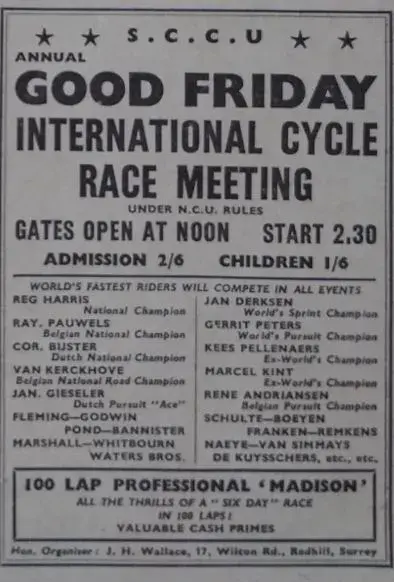 ★ ★ S.C.C.U ★ ★
ANNUAL
GOOD FRIDAY
INTERNATIONAL CYCLE
RACE MEETING
UNDER N.C.U. RULES
GATES OPEN AT NOON START 2.30
ADMISSION 2/6 CHILDREN 1/6
WORLD'S FASTEST RIDERS WILL COMPETE IN ALL EVENTS
REG HARRIS
National Champion
RAY. PAUWELS
Belgian National Champion
COR. BIJSTER
Dutch National Champion
VAN KERCKHOVE
Belgian National Road Champion
JAN. GIESELER
Dutch Pursuit "Ace"
FLEMING—GODWIN
POND—BANNISTER
MARSHALL—WHITBOURN
WATERS BROS.
JAN DERKSEN
World's Sprint Champion
GERRIT PETERS
World's Pursuit Champion
KEES PELLENAERS
Ex-World's Champion
MARCEL KINT
Ex-World's Champion
RENE ANDRIANSEN
Belgian Pursuit Champion
SCHULTE—BOEYEN
FRANKEN—REMKENS
NAEYE—VAN SIMMAYS
DE KUYSSCHERS, etc., etc.
100 LAP PROFESSIONAL 'MADISON'
ALL THE THRILLS OF A "SIX DAY" RACE
IN 100 LAPS!
VALUABLE CASH PRIMES
Hon. Organiser: J. H. Wallace, 17, Wilton Rd., Redhill, Surrey